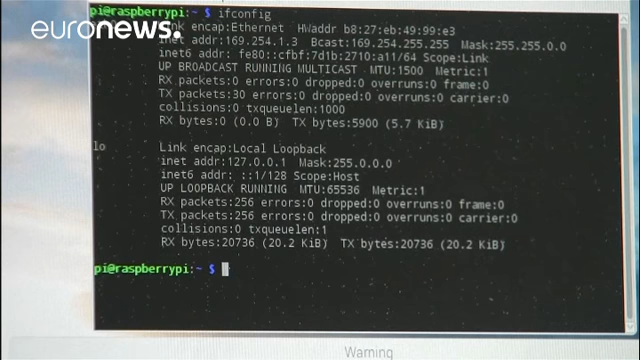 euronews.
pi@raspberrypi:~ $ ifconfig
Link encap:Ethernet HWaddr b8:27:eb:49:99:e3
inet addr:169.254.1.3 Bcast:169.254.255.255 Mask:255.255.0.0
inet6 addr: fe80::cfbf:7d1b:2710:a11/64 Scope:Link
UP BROADCAST RUNNING MULTICAST MTU:1500 Metric:1
RX packets:0 errors:0 dropped:0 overruns:0 frame:0
TX packets:30 errors:0 dropped:0 overruns:0 carrier:0
collisions:0 txqueuelen:1000
RX bytes:0 (0.0 B) TX bytes:5900 (5.7 KiB)
lo Link encap:Local Loopback
inet addr:127.0.0.1 Mask:255.0.0.0
inet6 addr: ::1/128 Scope:Host
UP LOOPBACK RUNNING MTU:65536 Metric:1
RX packets:256 errors:0 dropped:0 overruns:0 frame:0
TX packets:256 errors:0 dropped:0 overruns:0 carrier:0
collisions:0 txqueuelen:1
RX bytes:20736 (20.2 KiB) TX bytes:20736 (20.2 KiB)
pi@raspberrypi:~ $
Warning